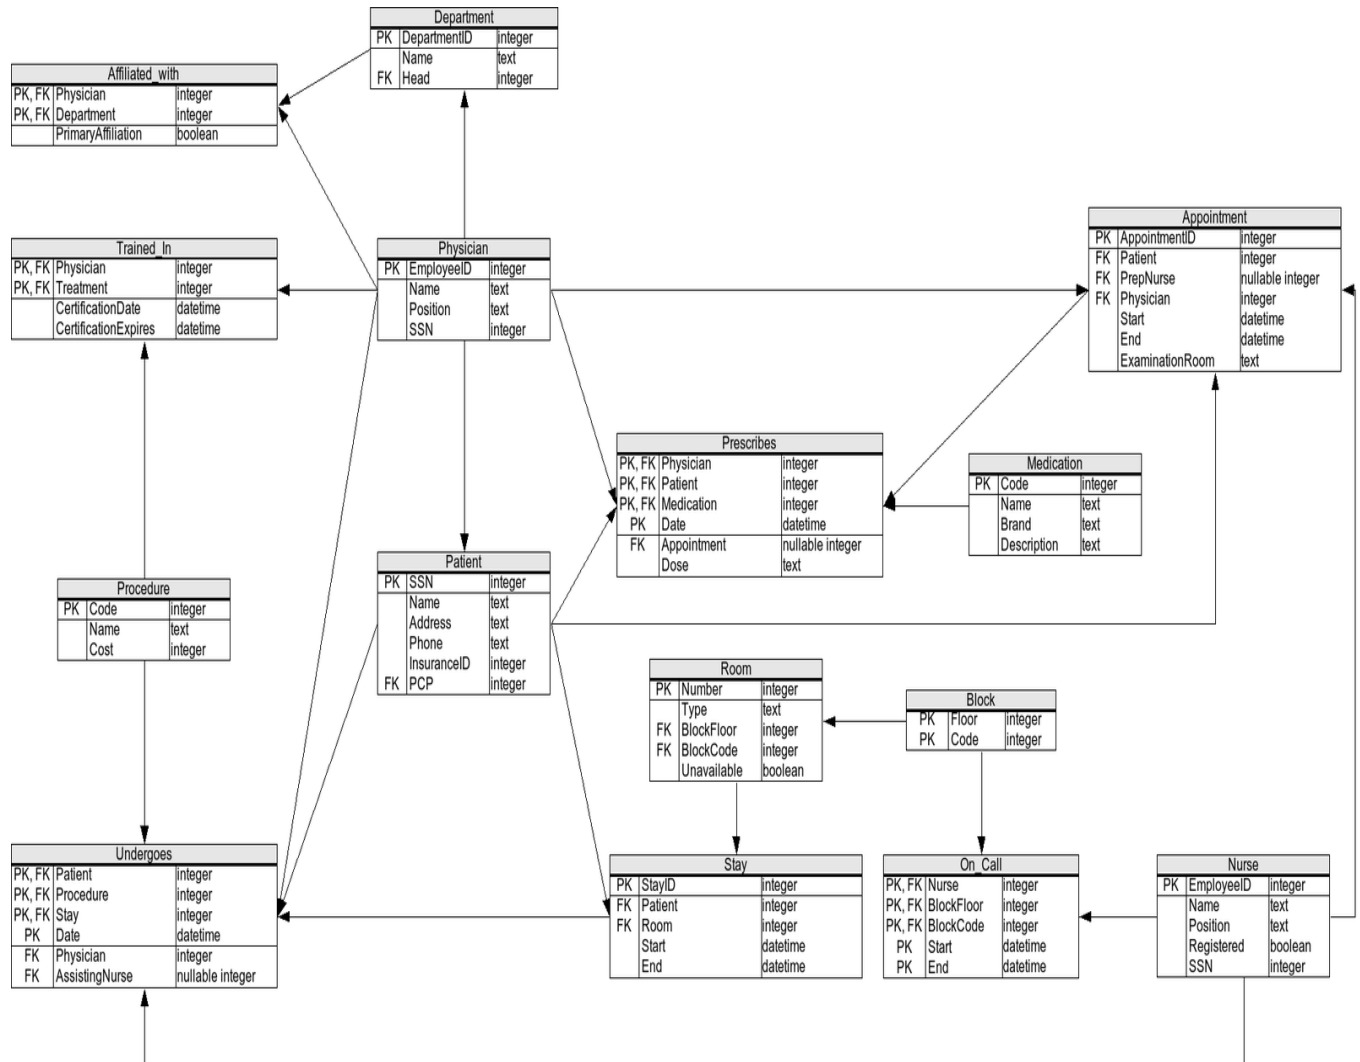 Department
PK DepartmentID integer
Name text
FK Head integer
Affiliated_with
PK, FK Physician integer
PK, FK Department integer
PrimaryAffiliation boolean
Trained_In
PK, FK Physician integer
PK, FK Treatment integer
CertificationDate datetime
CertificationExpires datetime
Physician
PK EmployeeID integer
Name text
Position text
SSN integer
Appointment
PK AppointmentID integer
FK Patient integer
FK PrepNurse nullable integer
FK Physician integer
Start datetime
End datetime
ExaminationRoom text
Prescribes
PK, FK Physician integer
PK, FK Patient integer
PK, FK Medication integer
PK Date datetime
FK Appointment nullable integer
Dose text
Medication
PK Code integer
Name text
Brand text
Description text
Patient
PK SSN integer
Name text
Address text
Phone text
InsuranceID integer
FK PCP integer
Procedure
PK Code integer
Name text
Cost integer
Room
PK Number integer
Type text
FK BlockFloor integer
FK BlockCode integer
Unavailable boolean
Block
PK Floor integer
PK Code integer
Undergoes
PK, FK Patient integer
PK, FK Procedure integer
PK, FK Stay integer
PK Date datetime
FK Physician integer
FK AssistingNurse nullable integer
Stay
PK StayID integer
FK Patient integer
FK Room integer
Start datetime
End datetime
On_Call
PK, FK Nurse integer
PK, FK BlockFloor integer
PK, FK BlockCode integer
PK Start datetime
PK End datetime
Nurse
PK EmployeeID integer
Name text
Position text
Registered boolean
SSN integer